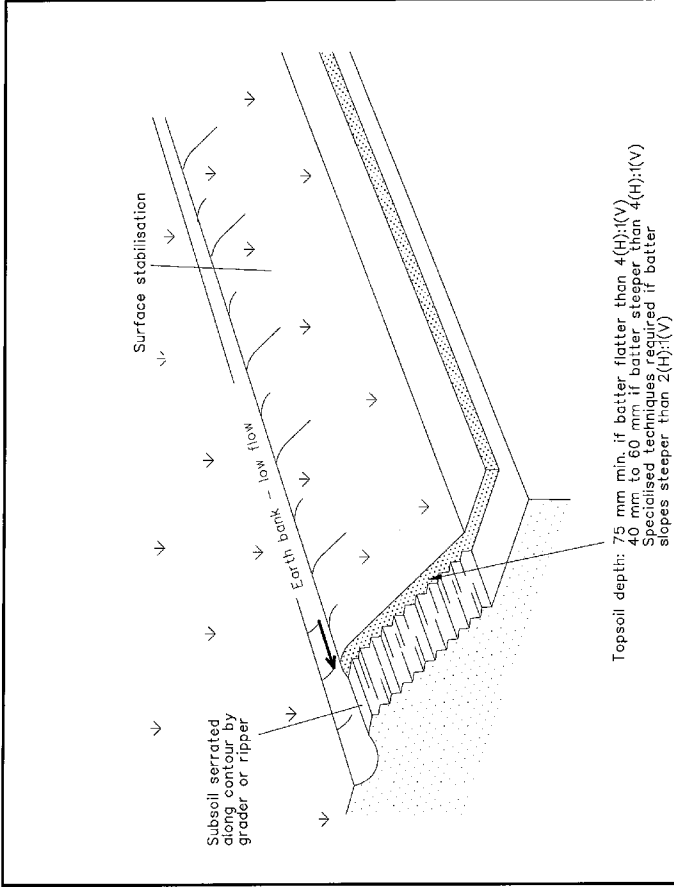 Surface stabilisation
Earth bank – low flow
Subsoil serrated
along contour by
grader or ripper
Topsoil depth: 75 mm min. if batter flatter than 4(H):1(V)
40 mm to 60 mm if batter steeper than 4(H):1(V)
Specialised techniques required if batter
slopes steeper than 2(H):1(V)